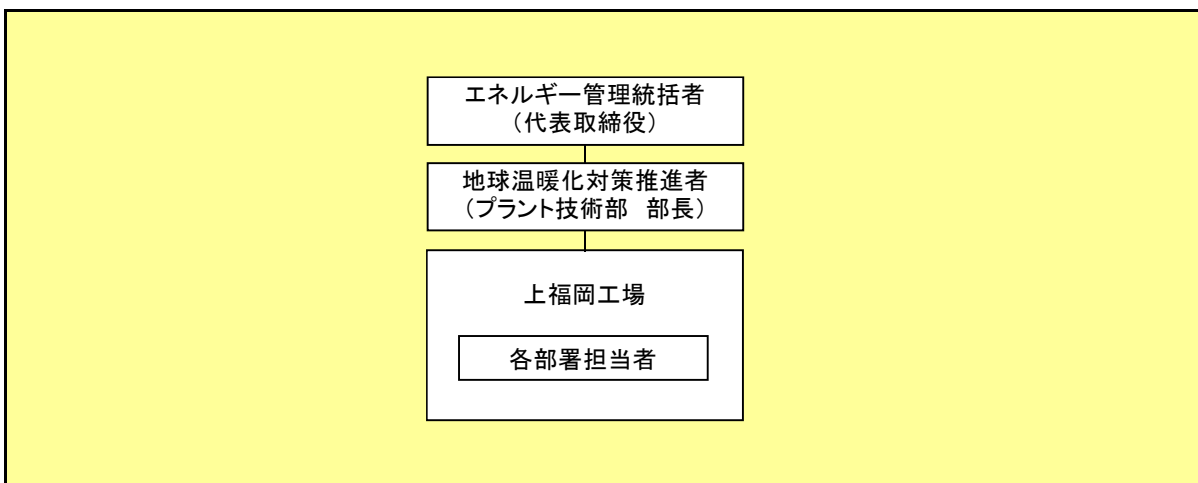 エネルギー管理統括者
（代表取締役）
地球温暖化対策推進者
（プラント技術部　部長）
上福岡工場
各部署担当者